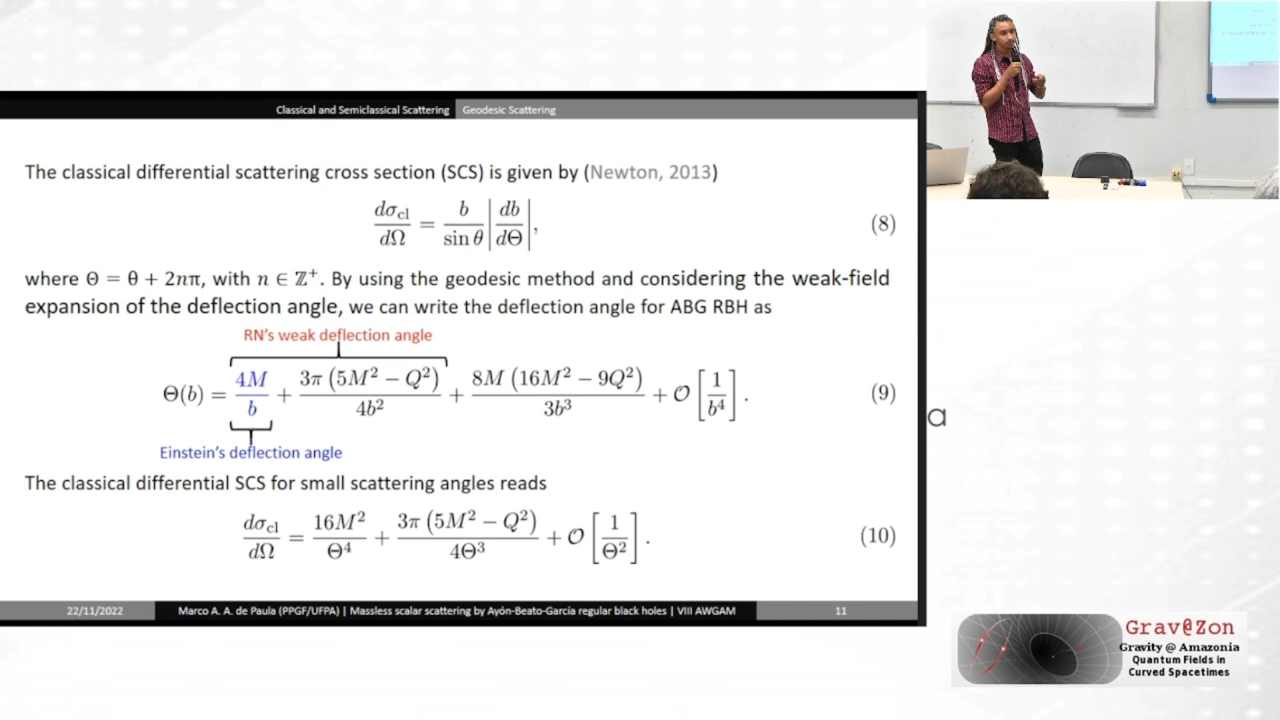 Classical and Semiclassical Scattering Geodesic Scattering
The classical differential scattering cross section (SCS) is given by (Newton, 2013)
dσ_cl/dΩ = b/sin θ |db/dΘ|, (8)
where Θ = θ + 2nπ, with n ∈ ℤ⁺. By using the geodesic method and considering the weak-field
expansion of the deflection angle, we can write the deflection angle for ABG RBH as
RN's weak deflection angle
Θ(b) = 4M/b + 3π (5M² − Q²)/4b² + 8M (16M² − 9Q²)/3b³ + 𝒪[1/b⁴]. (9)
Einstein's deflection angle
The classical differential SCS for small scattering angles reads
dσ_cl/dΩ = 16M²/Θ⁴ + 3π (5M² − Q²)/4Θ³ + 𝒪[1/Θ²]. (10)
22/11/2022 Marco A. A. de Paula (PPGF/UFPA) | Massless scalar scattering by Ayón-Beato-García regular black holes | VIII AWGAM 11
a
Grav@Zon
Gravity @ Amazonia
Quantum Fields in
Curved Spacetimes